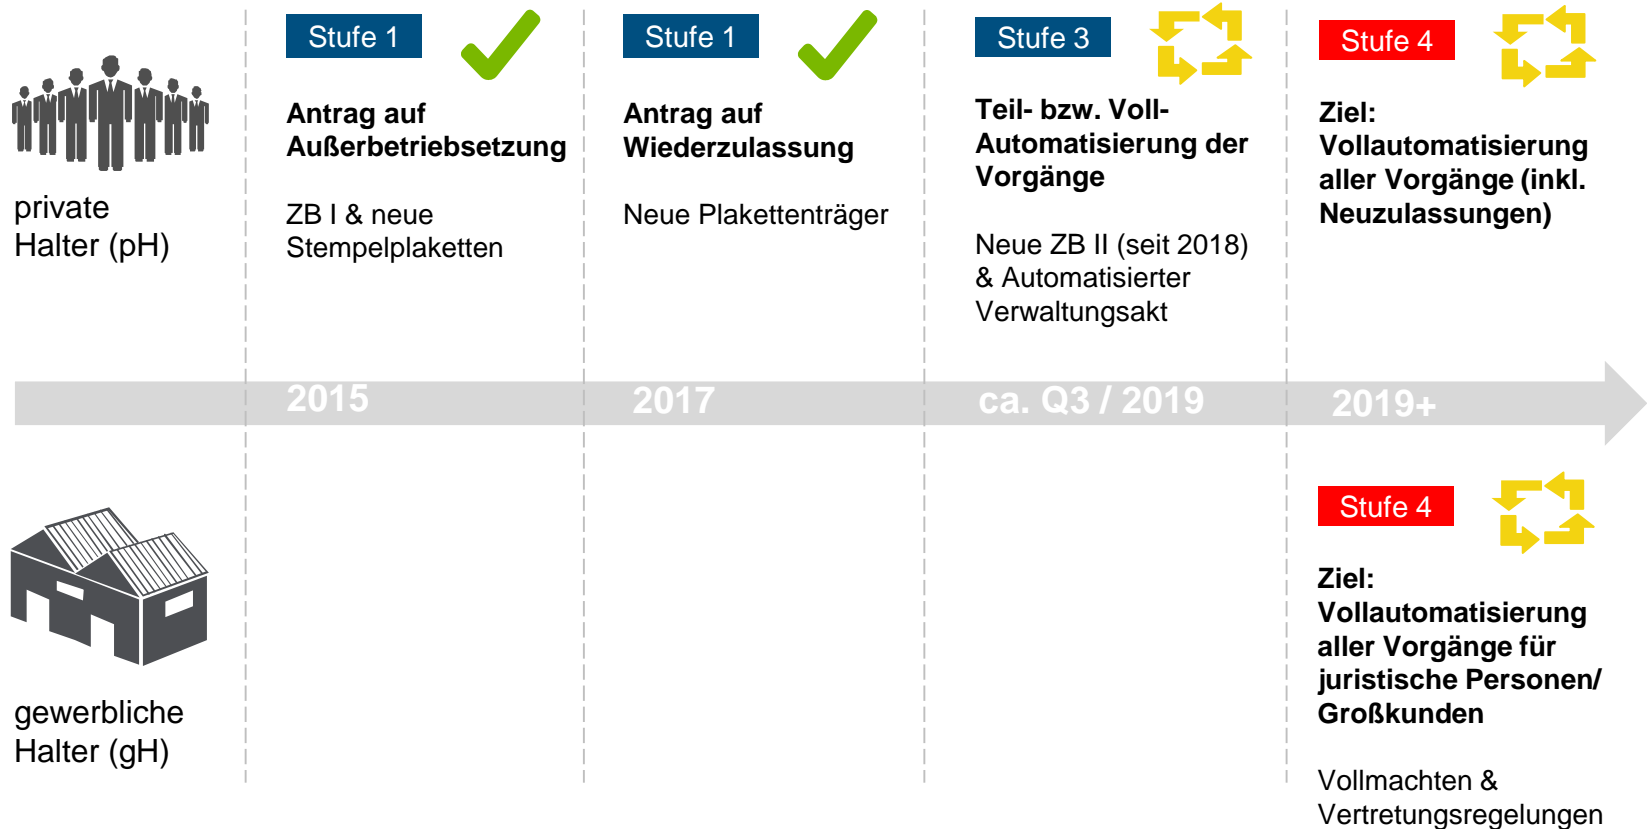 private
Halter (pH)
Stufe 1
Antrag auf
Außerbetriebsetzung
ZB I & neue
Stempelplaketten
Stufe 1
Antrag auf
Wiederzulassung
Neue Plakettenträger
Stufe 3
Teil- bzw. Voll-
Automatisierung der
Vorgänge
Neue ZB II (seit 2018)
& Automatisierter
Verwaltungsakt
Stufe 4
Ziel:
Vollautomatisierung
aller Vorgänge (inkl.
Neuzulassungen)
2015
2017
ca. Q3 / 2019
2019+
gewerbliche
Halter (gH)
Stufe 4
Ziel:
Vollautomatisierung
aller Vorgänge für
juristische Personen/
Großkunden
Vollmachten &
Vertretungsregelungen